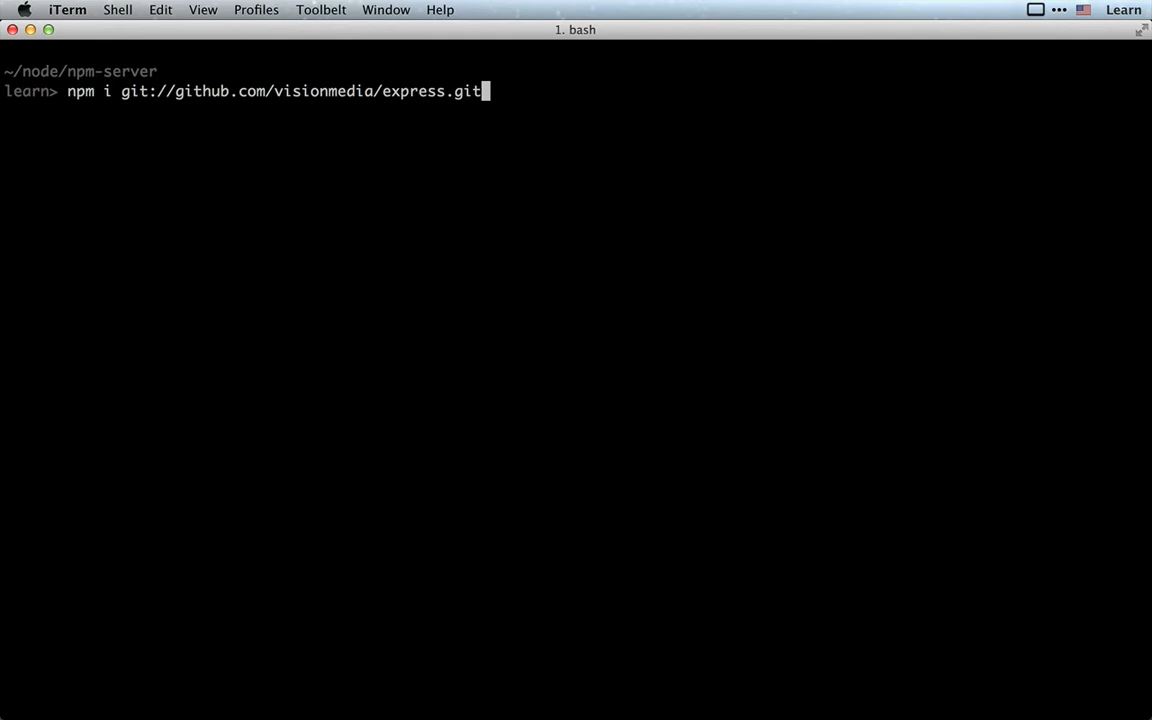 iTerm Shell Edit View Profiles Toolbelt Window Help ••• Learn
1. bash
~/node/npm-server
learn> npm i git://github.com/visionmedia/express.git